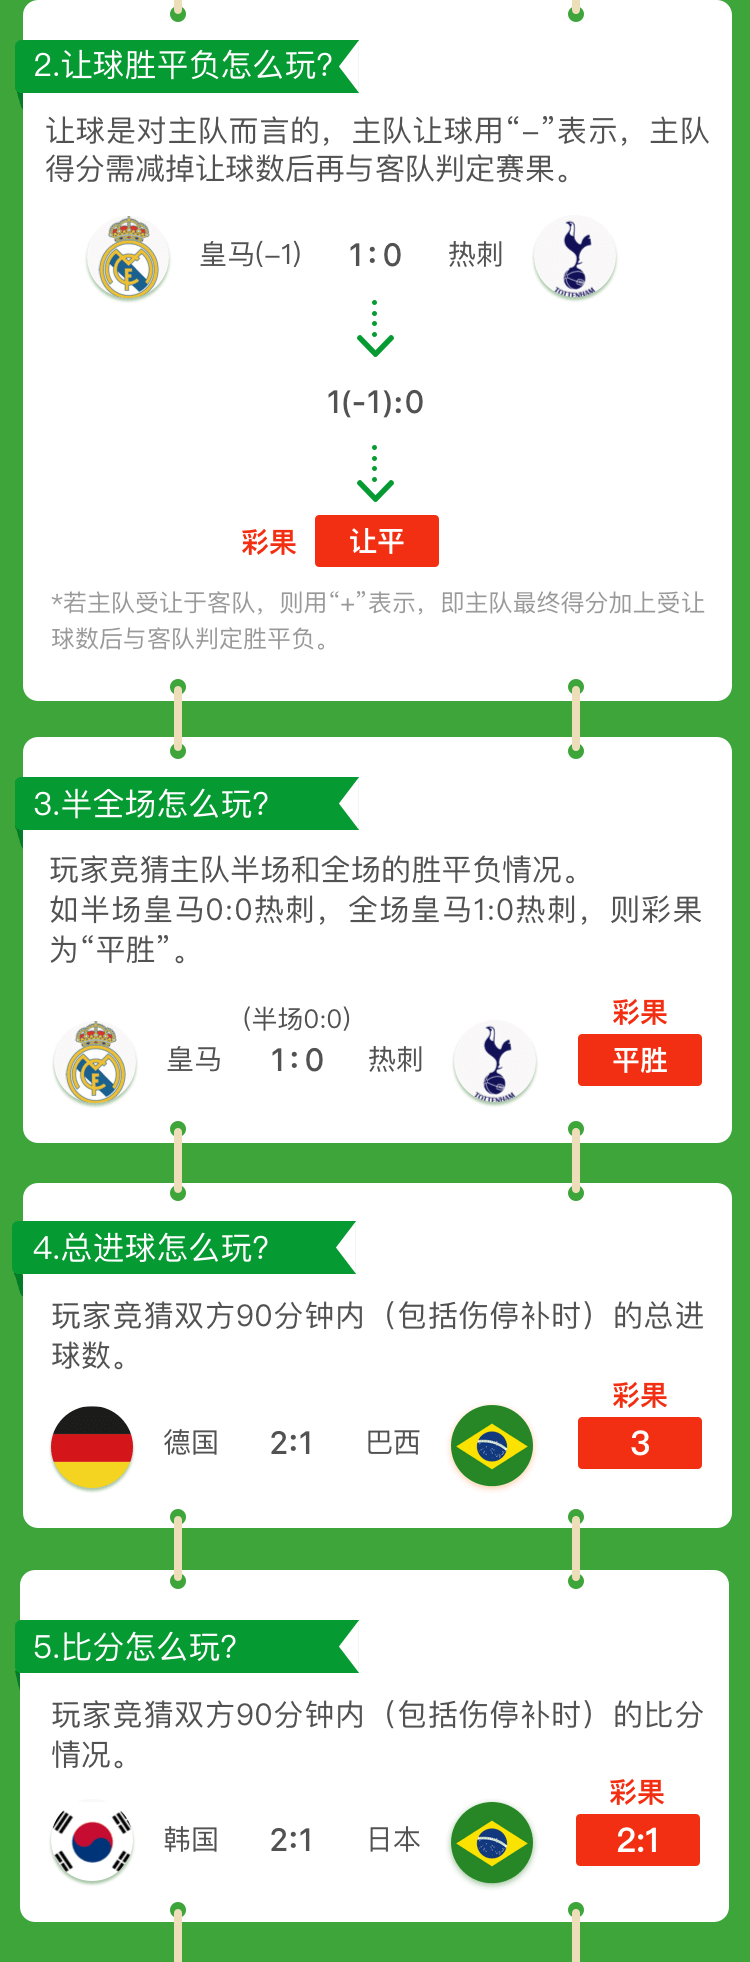 2.让球胜平负怎么玩?
让球是对主队而言的，主队让球用“-”表示，主队
得分需减掉让球数后再与客队判定赛果。
皇马(-1) 1:0 热刺
TOTTENHAM
1(-1):0
彩果 让平
*若主队受让于客队，则用“+”表示，即主队最终得分加上受让
球数后与客队判定胜平负。
3.半全场怎么玩?
玩家竞猜主队半场和全场的胜平负情况。
如半场皇马0:0热刺，全场皇马1:0热刺，则彩果
为“平胜”。
(半场0:0)
彩果
皇马 1:0 热刺
平胜
TOTTENHAM
4.总进球怎么玩?
玩家竞猜双方90分钟内（包括伤停补时）的总进
球数。
彩果
德国 2:1 巴西
3
5.比分怎么玩?
玩家竞猜双方90分钟内（包括伤停补时）的比分
情况。
彩果
韩国 2:1 日本
2:1